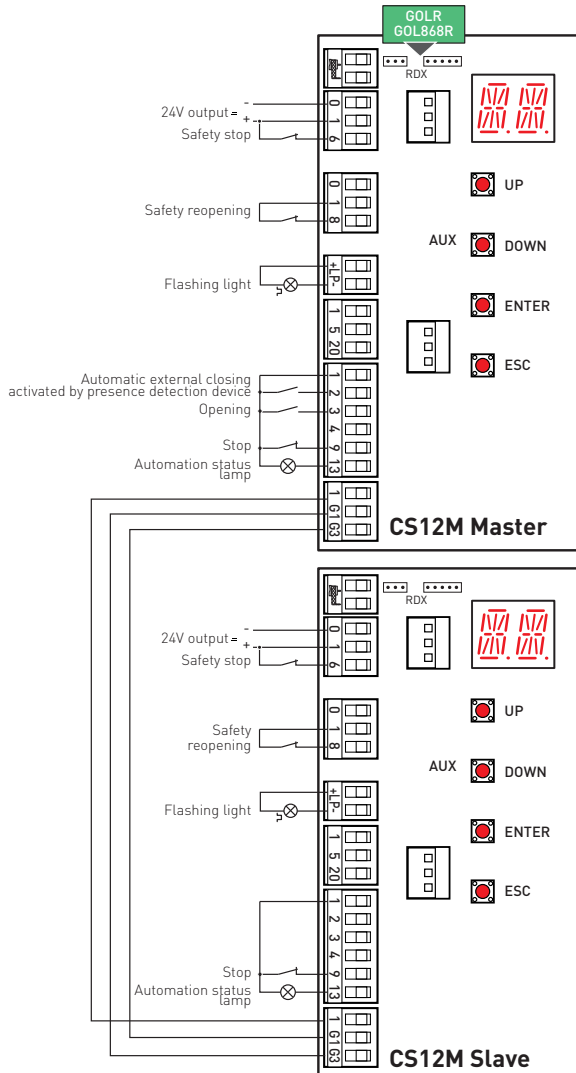 GOLR
GOL868R
RDX
0
-
24V output =
+
1
Safety stop
6
UP
0
1
Safety reopening
8
AUX
DOWN
+LP-
Flashing light
ENTER
1
5
20
ESC
1
Automatic external closing
activated by presence detection device
2
Opening
3
4
Stop
9
Automation status
lamp
13
1
G1
G3
CS12M Master
RDX
0
-
24V output =
+
1
Safety stop
6
UP
0
Safety
reopening
1
8
AUX
DOWN
+LP-
Flashing light
ENTER
1
5
20
ESC
1
2
3
4
Stop
9
Automation status
lamp
13
1
G1
G3
CS12M Slave